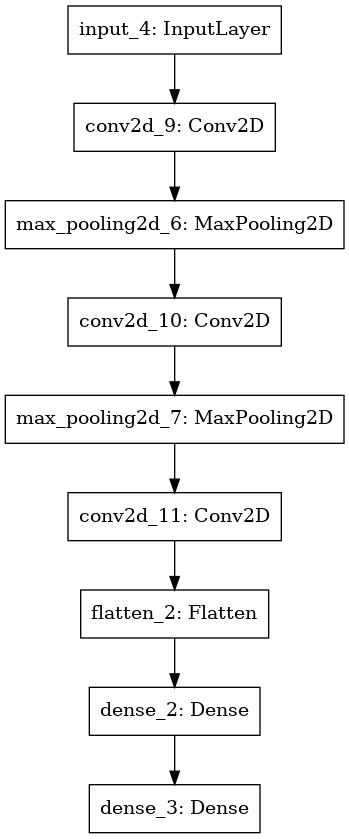 input_4: InputLayer
conv2d_9: Conv2D
max_pooling2d_6: MaxPooling2D
conv2d_10: Conv2D
max_pooling2d_7: MaxPooling2D
conv2d_11: Conv2D
flatten_2: Flatten
dense_2: Dense
dense_3: Dense